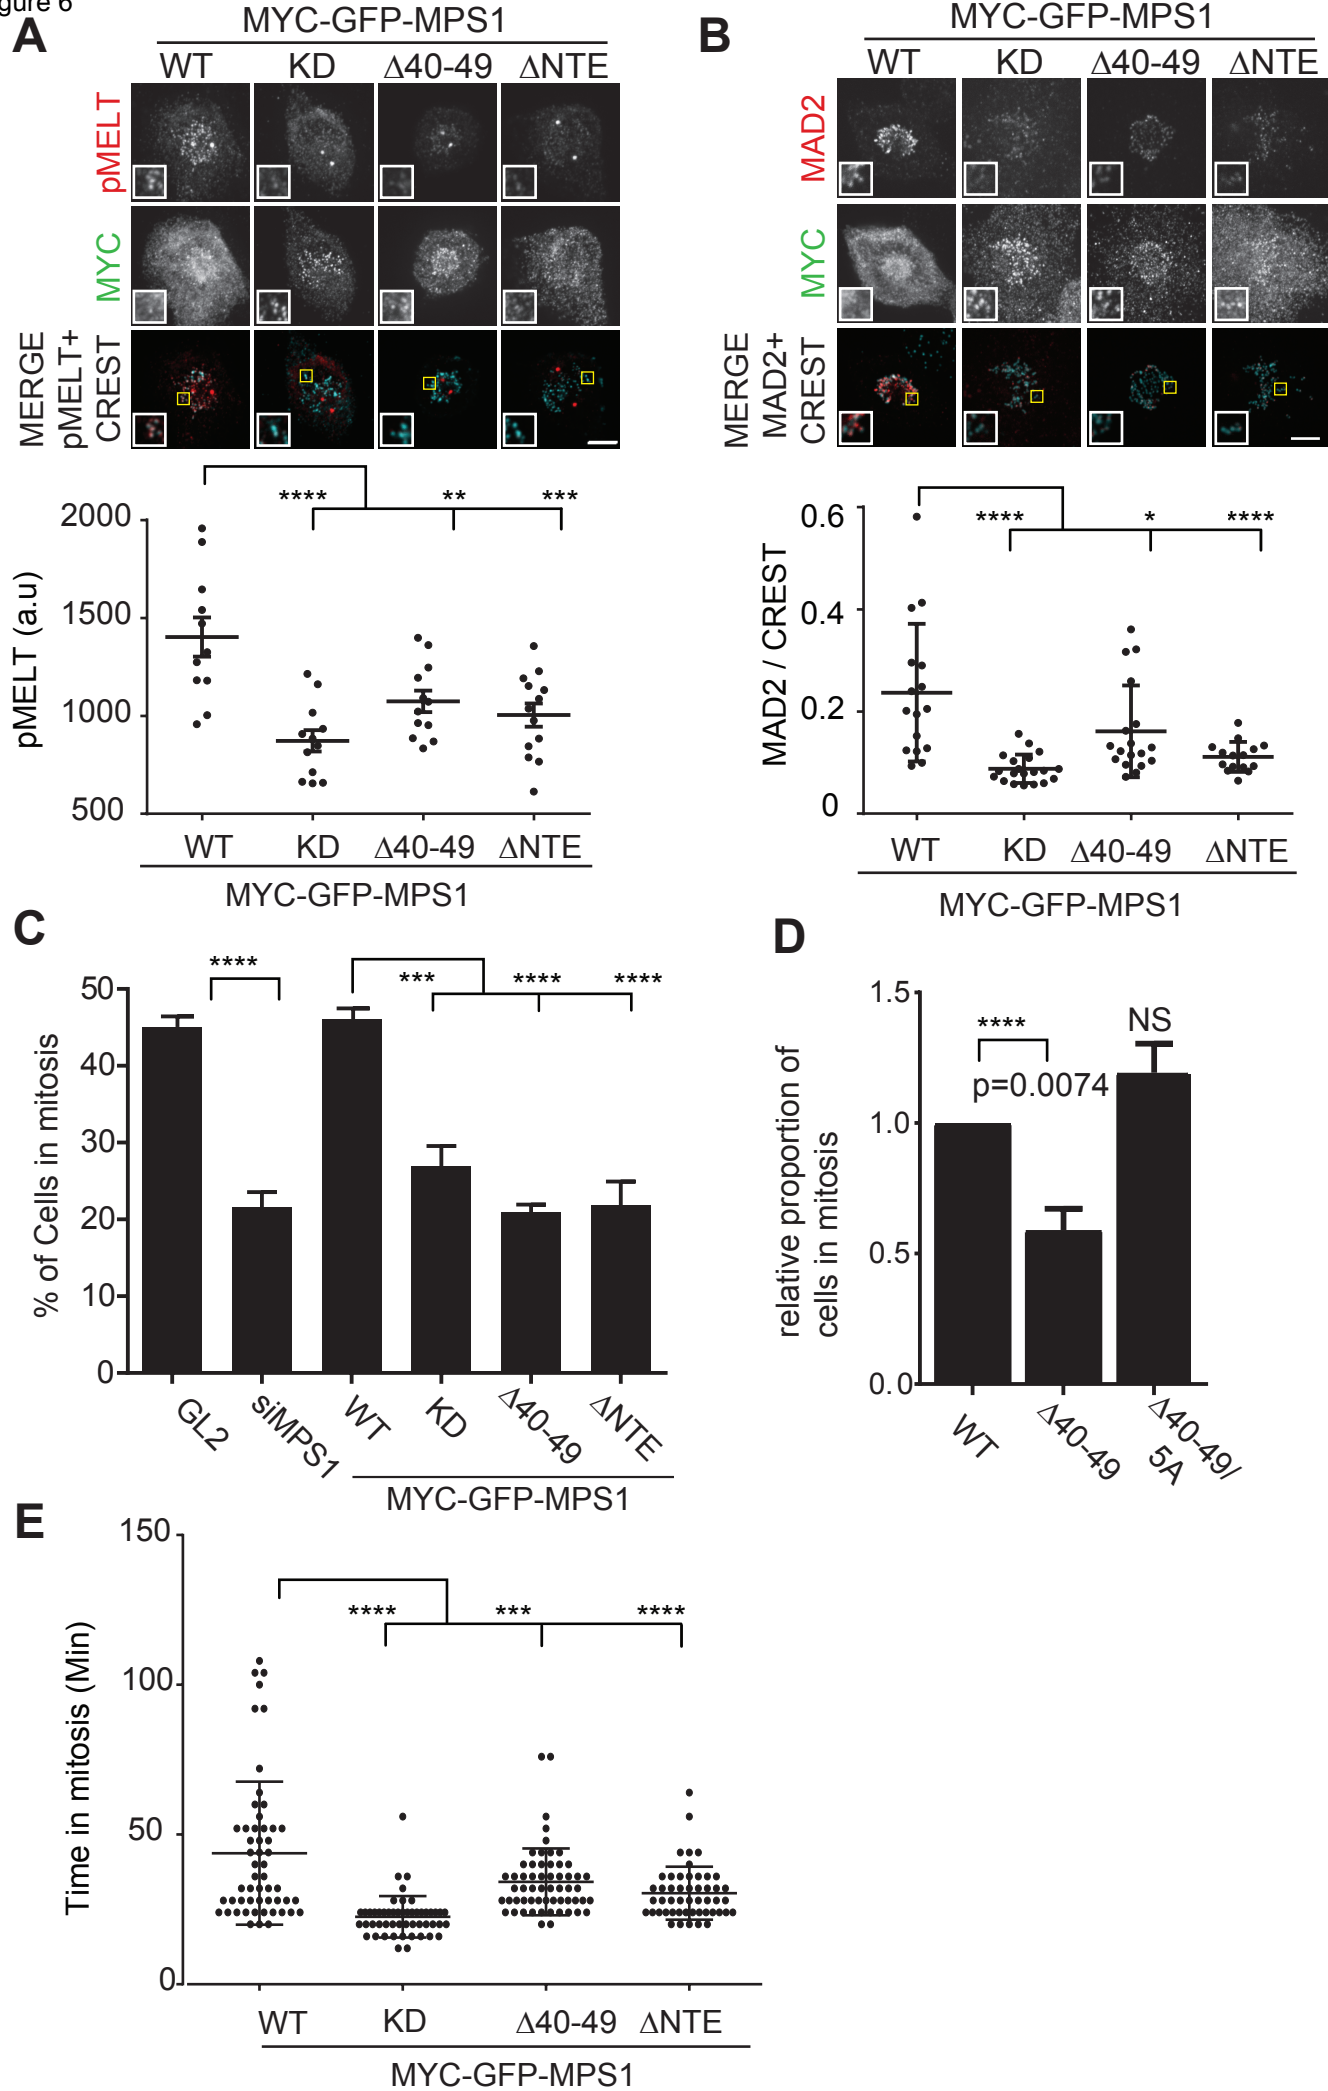 gure 6
A
MYC-GFP-MPS1
WT KD Δ40-49 ΔNTE
pMELT
MYC
MERGE
pMELT+
CREST
**** ** ***
pMELT (a.u)
2000
1500
1000
500
WT KD Δ40-49 ΔNTE
MYC-GFP-MPS1
B
MYC-GFP-MPS1
WT KD Δ40-49 ΔNTE
MAD2
MYC
MERGE
MAD2+
CREST
**** * ****
MAD2 / CREST
0.6
0.4
0.2
0
WT KD Δ40-49 ΔNTE
MYC-GFP-MPS1
C
**** *** **** ****
% of Cells in mitosis
50
40
30
20
10
0
GL2 siMPS1 WT KD Δ40-49 ΔNTE
MYC-GFP-MPS1
D
relative proportion of
cells in mitosis
1.5
1.0
0.5
0.0
****
p=0.0074
NS
WT Δ40-49 Δ40-49/
5A
E
Time in mitosis (Min)
150
100
50
0
**** *** ****
WT KD Δ40-49 ΔNTE
MYC-GFP-MPS1